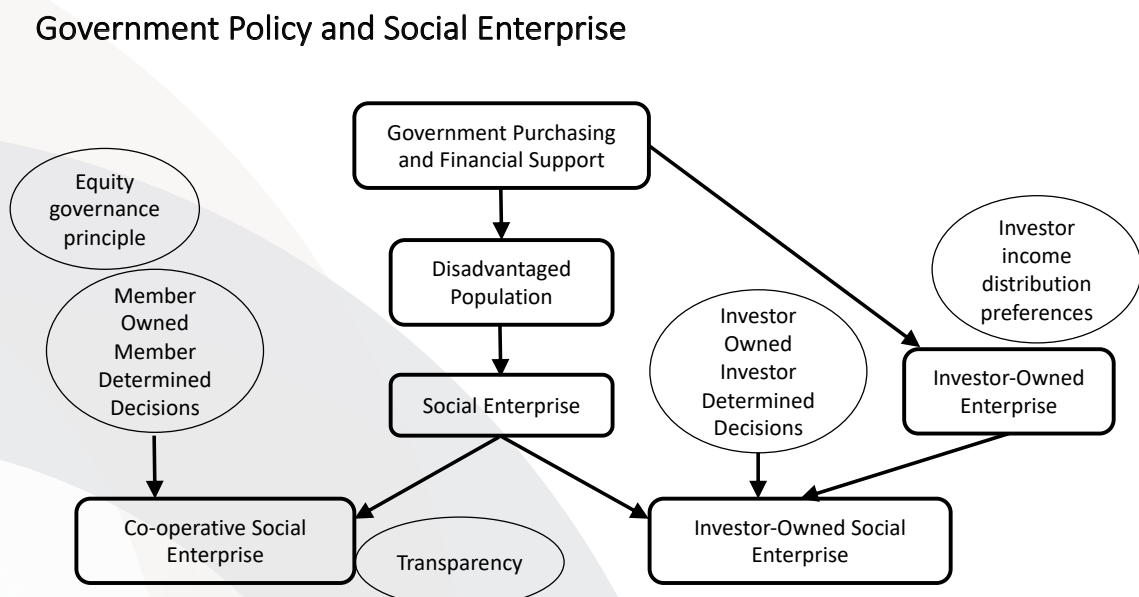 Government Policy and Social Enterprise
Government Purchasing
and Financial Support
Equity
governance
principle
Investor
income
distribution
preferences
Disadvantaged
Population
Member
Owned
Member
Determined
Decisions
Investor
Owned
Investor
Determined
Decisions
Social Enterprise
Investor-Owned
Enterprise
Co-operative Social
Enterprise
Transparency
Investor-Owned Social
Enterprise